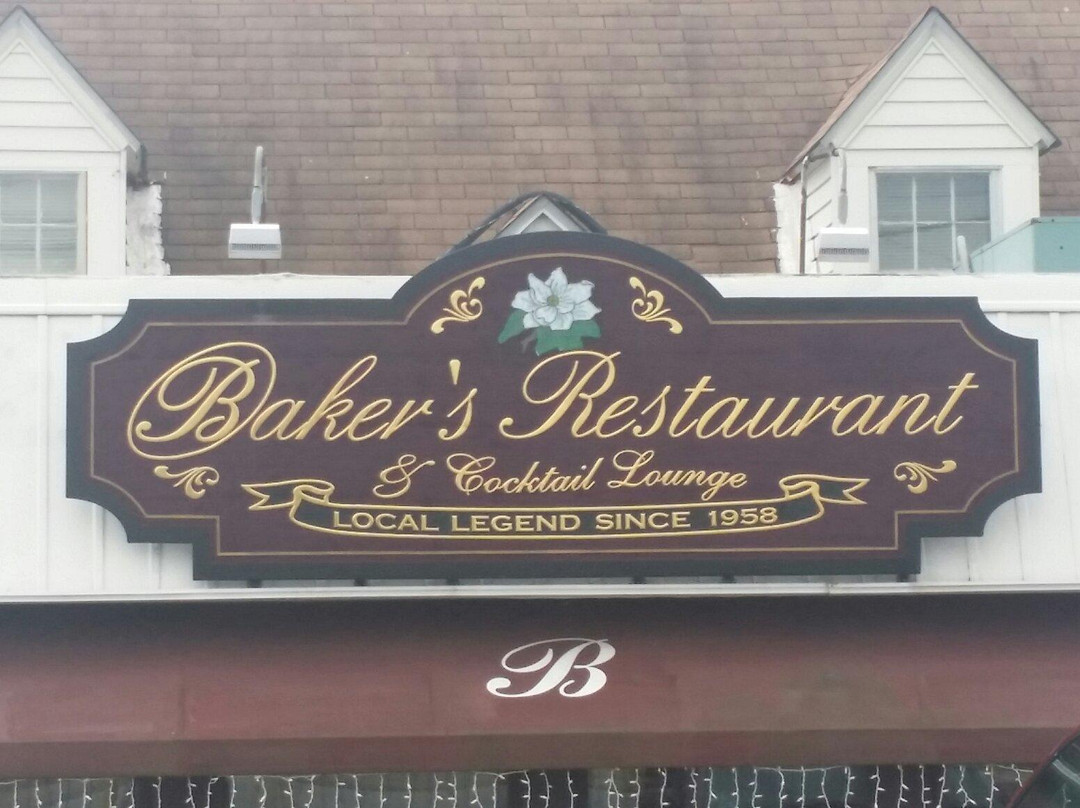 Baker's Restaurant
& Cocktail Lounge
LOCAL LEGEND SINCE 1958
B